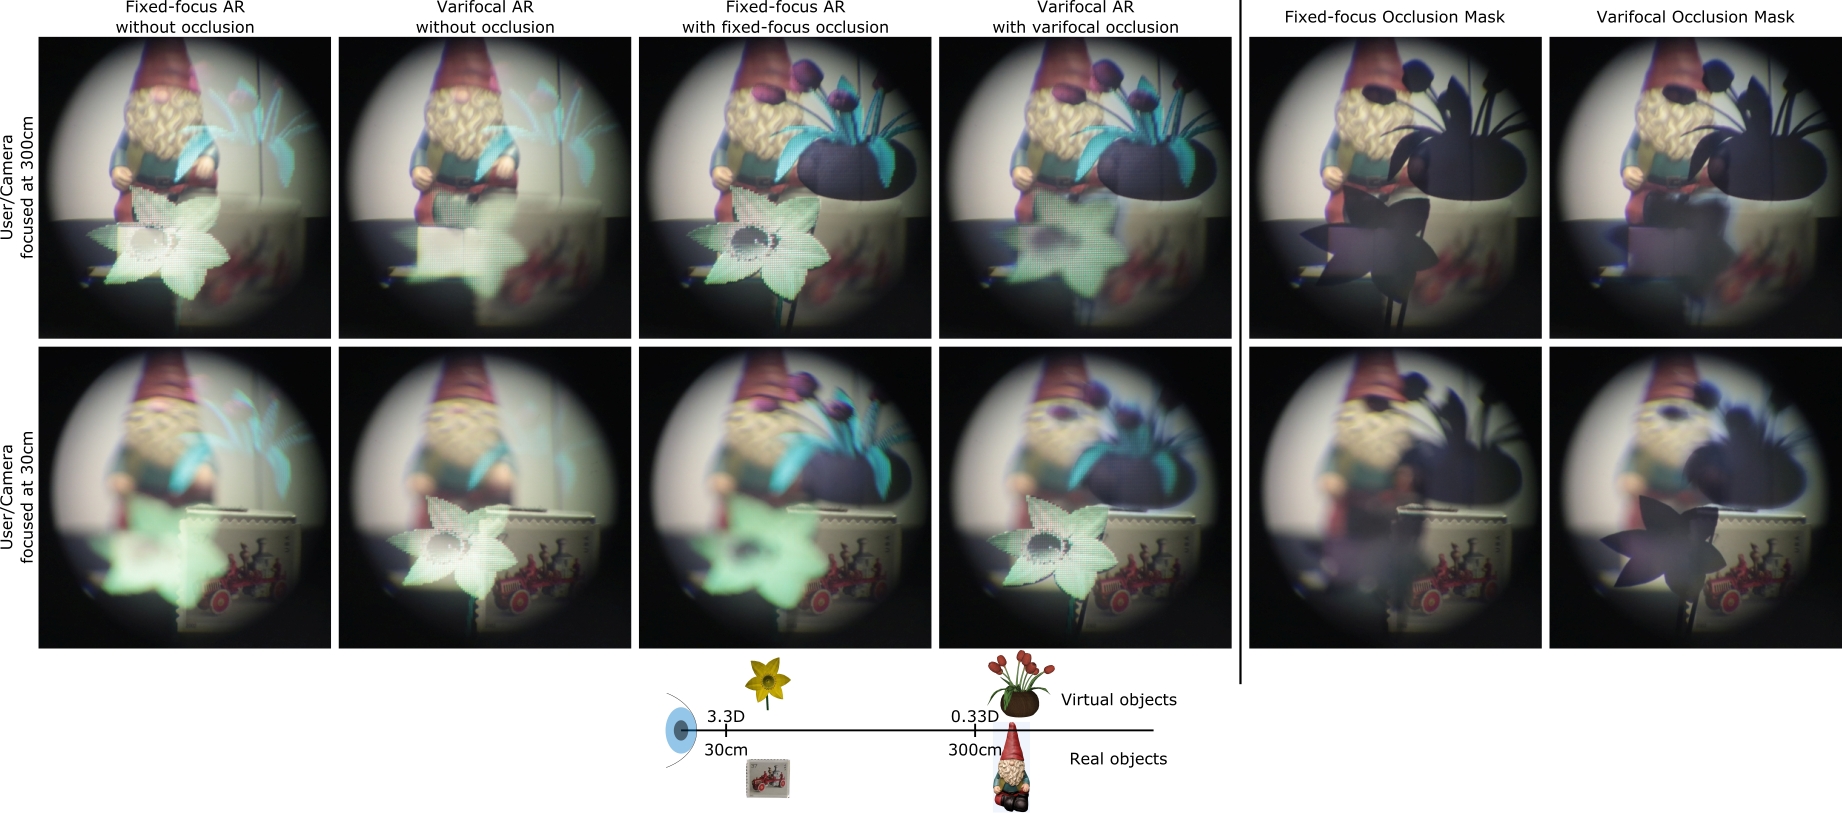 Fixed-focus AR
without occlusion
Varifocal AR
without occlusion
Fixed-focus AR
with fixed-focus occlusion
Varifocal AR
with varifocal occlusion
Fixed-focus Occlusion Mask
Varifocal Occlusion Mask
User/Camera
focused at 300cm
User/Camera
focused at 30cm
Virtual objects
3.3D
0.33D
30cm
300cm
Real objects